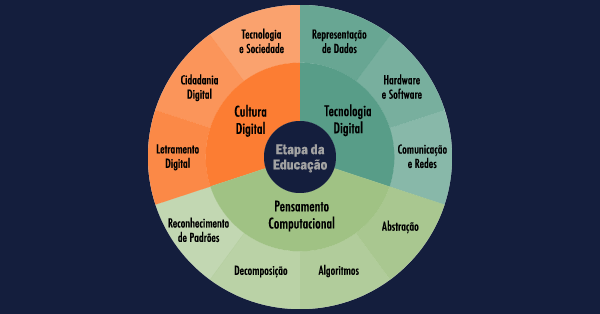 Tecnologia
e Sociedade
Representação
de Dados
Cidadania
Digital
Hardware
e Software
Cultura
Digital
Tecnologia
Digital
Letramento
Digital
Etapa da
Educação
Comunicação
e Redes
Pensamento
Computacional
Reconhecimento
de Padrões
Abstração
Decomposição
Algoritmos